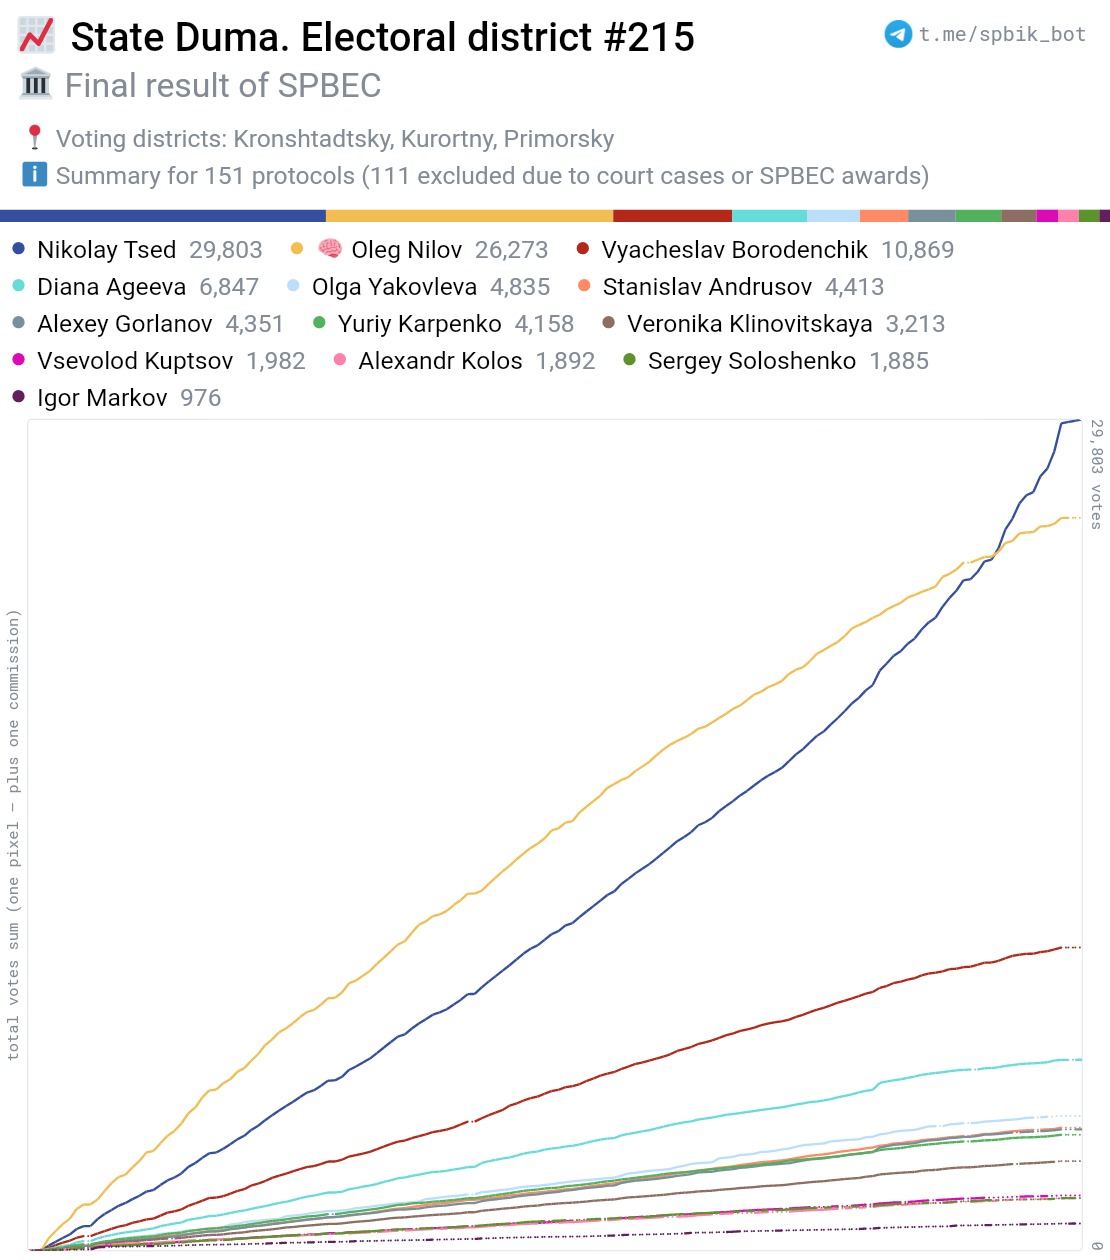 State Duma. Electoral district #215
t.me/spbik_bot
Final result of SPBEC
Voting districts: Kronshtadtsky, Kurortny, Primorsky
Summary for 151 protocols (111 excluded due to court cases or SPBEC awards)
Nikolay Tsed 29,803 Oleg Nilov 26,273 Vyacheslav Borodenchik 10,869
Diana Ageeva 6,847 Olga Yakovleva 4,835 Stanislav Andrusov 4,413
Alexey Gorlanov 4,351 Yuriy Karpenko 4,158 Veronika Klinovitskaya 3,213
Vsevolod Kuptsov 1,982 Alexandr Kolos 1,892 Sergey Soloshenko 1,885
Igor Markov 976
29,803 votes
total votes sum (one pixel — plus one commission)
0